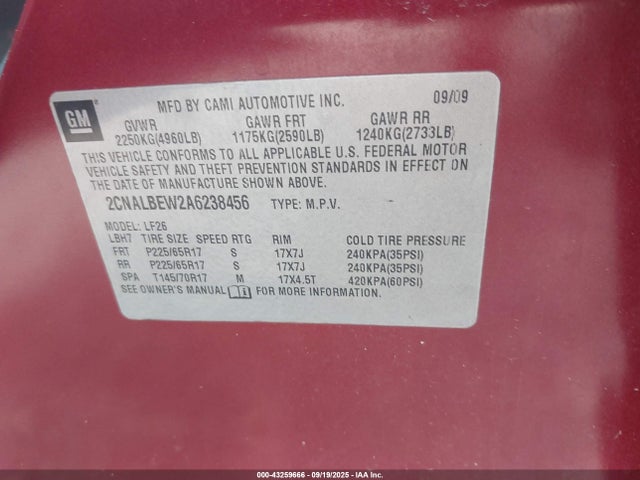 GM
MFD BY CAMI AUTOMOTIVE INC. 09/09
GVWR GAWR FRT GAWR RR
2250KG(4960LB) 1175KG(2590LB) 1240KG(2733LB)
THIS VEHICLE CONFORMS TO ALL APPLICABLE U.S. FEDERAL MOTOR
VEHICLE SAFETY AND THEFT PREVENTION STANDARDS IN EFFECT ON
THE DATE OF MANUFACTURE SHOWN ABOVE.
2CNALBEW2A6238456 TYPE: M.P.V.
MODEL: LF26
LBH7 TIRE SIZE SPEED RTG RIM COLD TIRE PRESSURE
FRT P225/65R17 S 17X7J 240KPA(35PSI)
RR P225/65R17 S 17X7J 240KPA(35PSI)
SPA T145/70R17 M 17X4.5T 420KPA(60PSI)
SEE OWNER'S MANUAL FOR MORE INFORMATION.
000-43259666 - 09/19/2025 - iaai.com